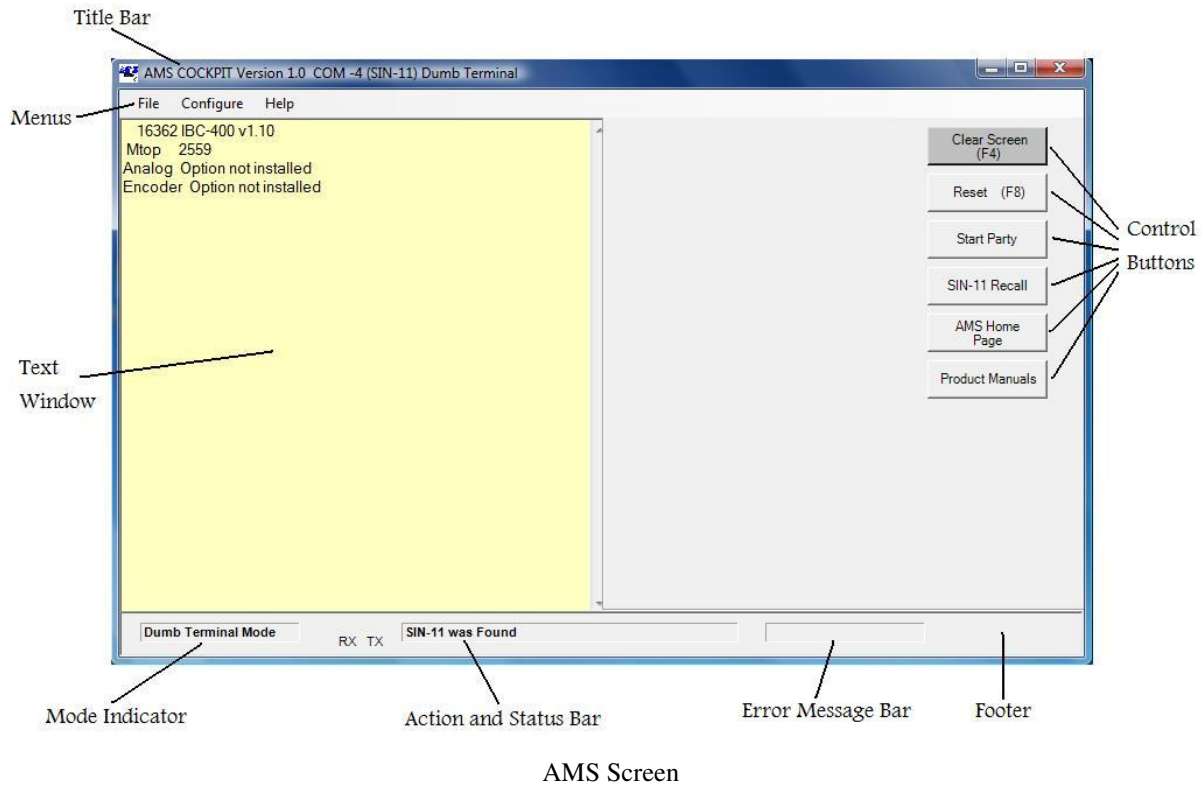 Title Bar
AMS COCKPIT Version 1.0 COM -4 (SIN-11) Dumb Terminal
Menus
File Configure Help
16362 IBC-400 v1.10
Mtop 2559
Analog Option not installed
Encoder Option not installed
Clear Screen
(F4)
Reset (F8)
Start Party
SIN-11 Recall
AMS Home
Page
Product Manuals
Control
Buttons
Text
Window
Dumb Terminal Mode
RX TX
SIN-11 was Found
Mode Indicator
Action and Status Bar
Error Message Bar
Footer
AMS Screen